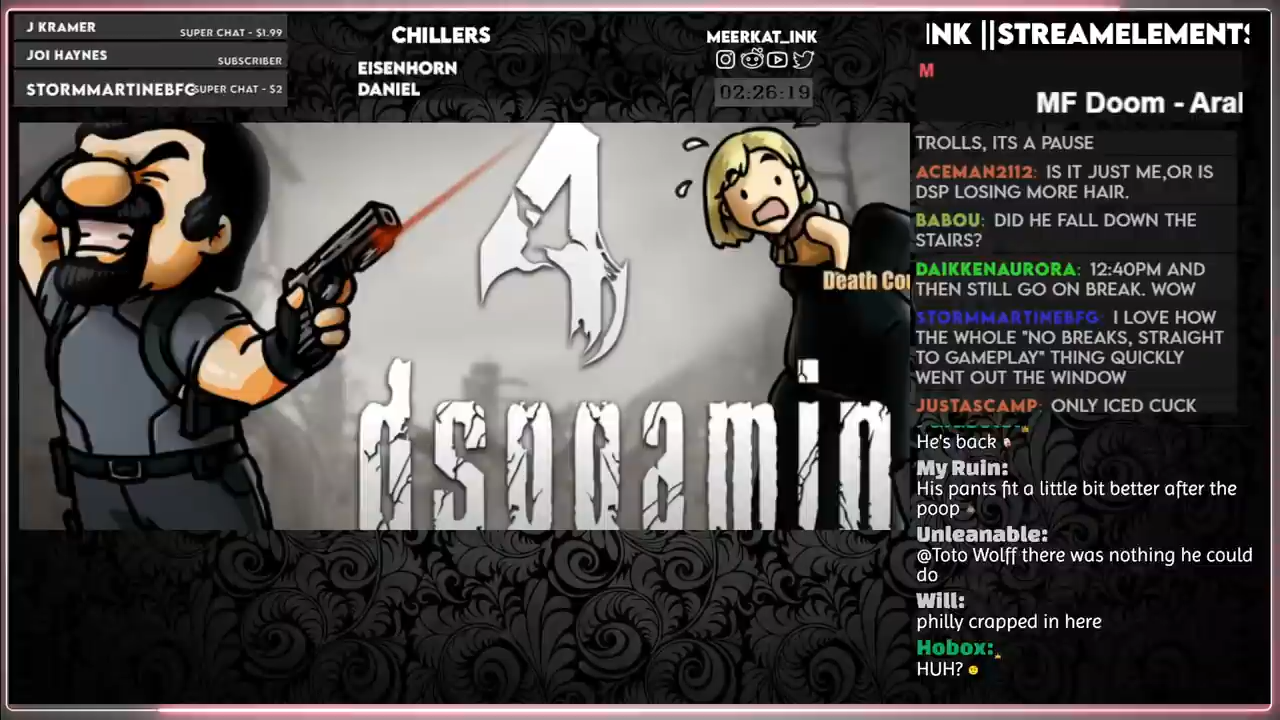 J KRAMER
SUPER CHAT - $1.99
JOI HAYNES
SUBSCRIBER
STORMMARTINEBFG
SUPER CHAT - $2
CHILLERS
EISENHORN
DANIEL
MEERKAT_INK
02:26:19
INK ||STREAMELEMENTS
M
MF Doom - Aral
4
Death Cou
dspgamin
TROLLS, ITS A PAUSE
ACEMAN2112: IS IT JUST ME,OR IS
DSP LOSING MORE HAIR.
BABOU: DID HE FALL DOWN THE
STAIRS?
DAIKKENAURORA: 12:40PM AND
THEN STILL GO ON BREAK. WOW
STORMMARTINEBFG: I LOVE HOW
THE WHOLE "NO BREAKS, STRAIGHT
TO GAMEPLAY" THING QUICKLY
WENT OUT THE WINDOW
JUSTASCAMP: ONLY ICED CUCK
He's back
My Ruin:
His pants fit a little bit better after the
poop
Unleanable:
@Toto Wolff there was nothing he could
do
Will:
philly crapped in here
Hobox:
HUH?